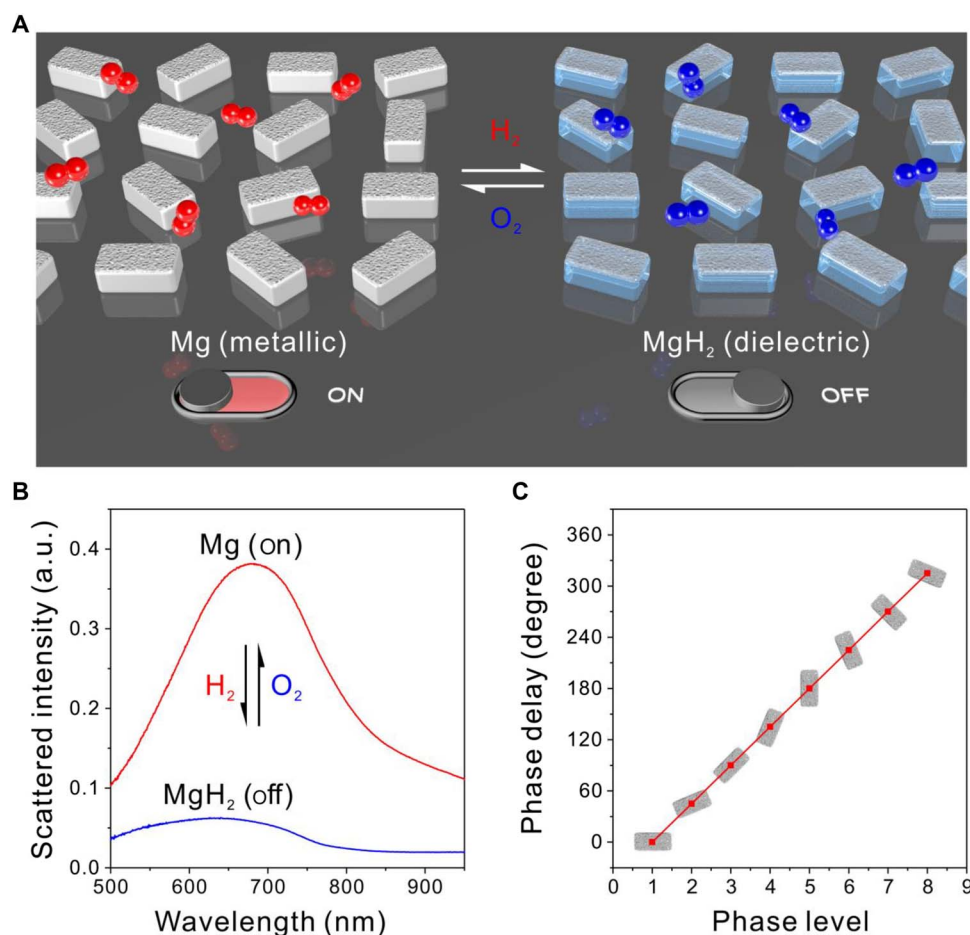 A
H₂
O₂
Mg (metallic)
MgH₂ (dielectric)
ON
OFF
B
Scattered intensity (a.u.)
0.4
0.3
0.2
0.1
0.0
Mg (on)
H₂
O₂
MgH₂ (off)
500 600 700 800 900
Wavelength (nm)
C
Phase delay (degree)
360
300
240
180
120
60
0
0 1 2 3 4 5 6 7 8 9
Phase level